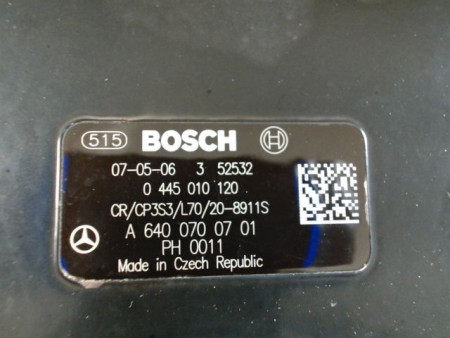 515 BOSCH
07-05-06 3 52532
0 445 010 120
CR/CP3S3/L70/20-8911S
A 640 070 07 01
PH 0011
Made in Czech Republic